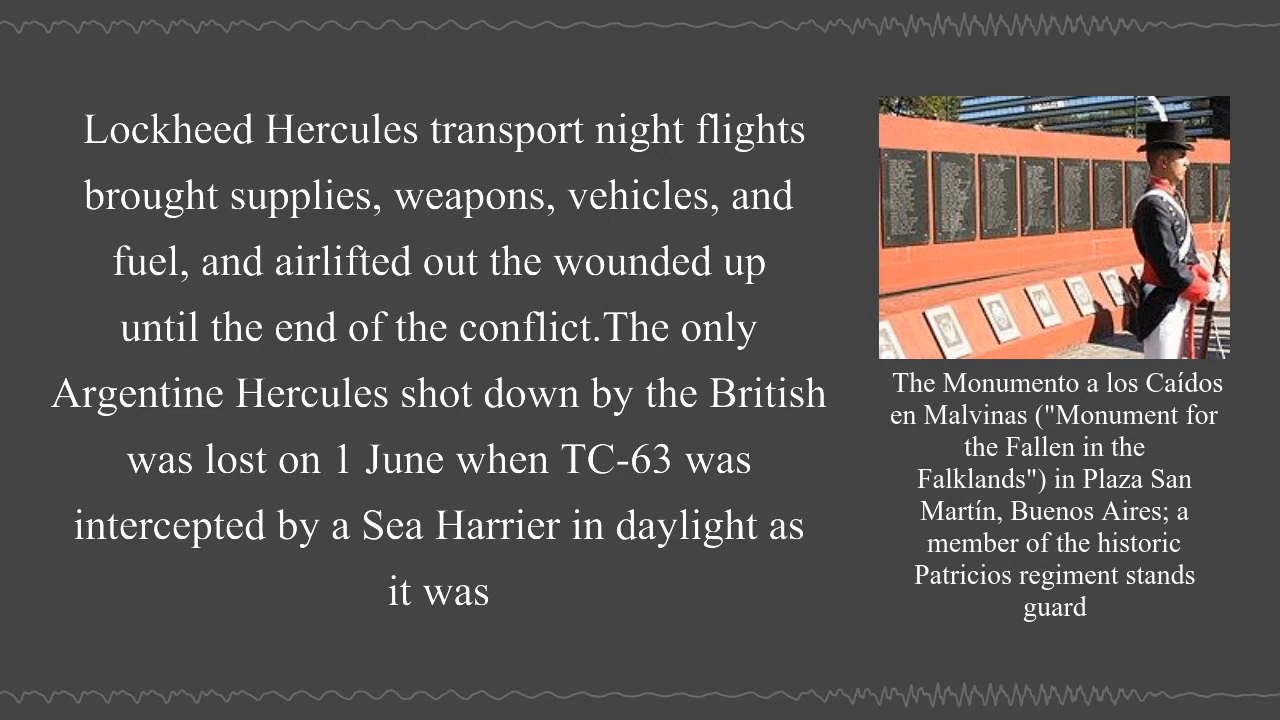 Lockheed Hercules transport night flights
brought supplies, weapons, vehicles, and
fuel, and airlifted out the wounded up
until the end of the conflict.The only
Argentine Hercules shot down by the British
was lost on 1 June when TC-63 was
intercepted by a Sea Harrier in daylight as
it was
The Monumento a los Caídos
en Malvinas ("Monument for
the Fallen in the
Falklands") in Plaza San
Martín, Buenos Aires; a
member of the historic
Patricios regiment stands
guard